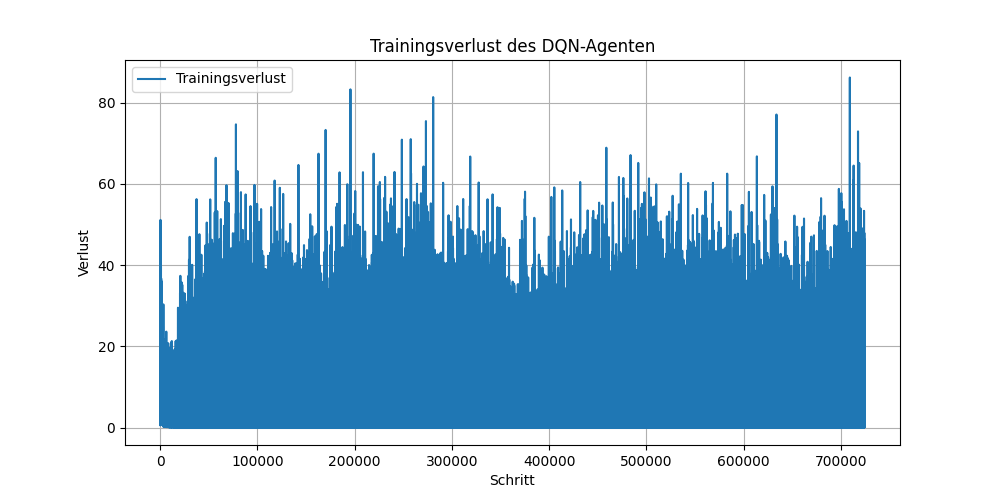 Trainingsverlust des DQN-Agenten
Trainingsverlust
80
60
40
20
0
Verlust
0 100000 200000 300000 400000 500000 600000 700000
Schritt